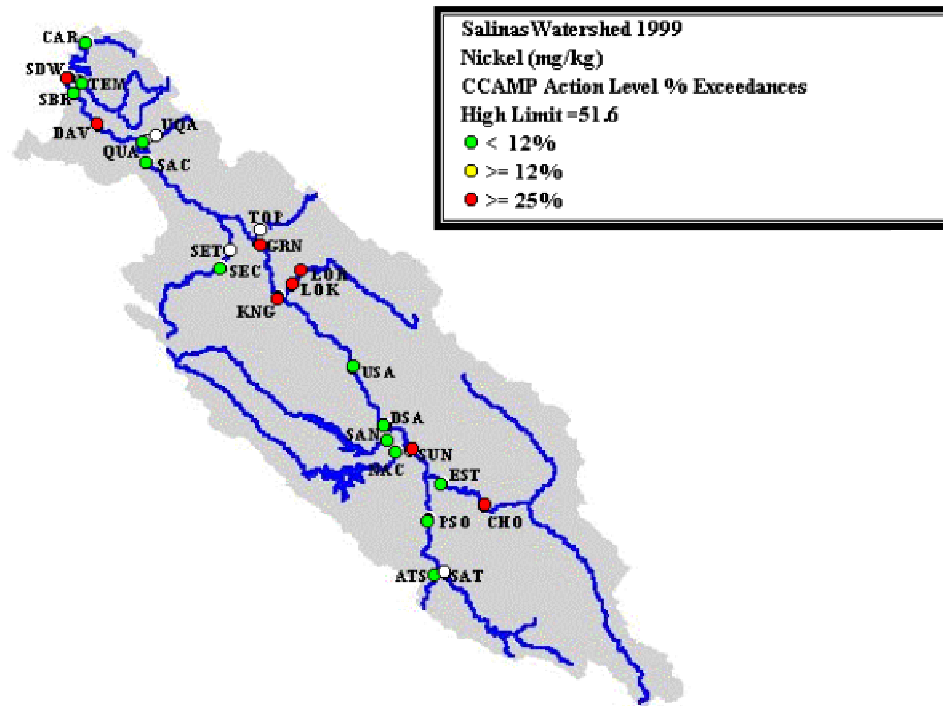 SalinasWatershed 1999
Nickel (mg/kg)
CCAMP Action Level % Exceedances
High Limit =51.6
< 12%
>= 12%
>= 25%
CAR
SDW
TEM
SBR
DAV
UQA
QUA
SAC
TOP
SET
GRN
SEC
LOR
LOK
KNG
USA
DSA
SAN
SUN
NAC
EST
PSO
CHO
ATS
SAT